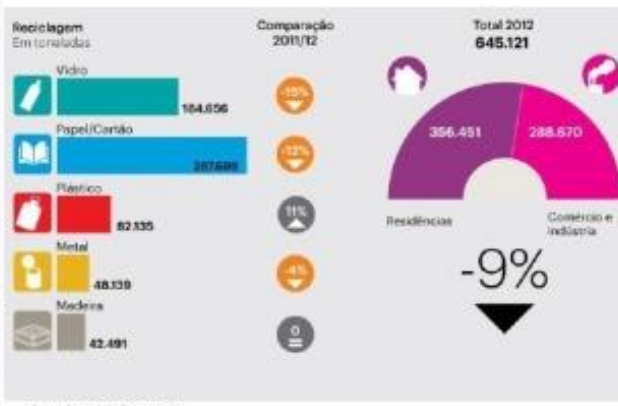 Reciclagem
Em toneladas
Comparação
2011/12
Total 2012
645.121
Vidro
184.656
-15%
Papel/Cartão
-12%
356.451
288.670
Plástico
82.135
11%
Residências
Comércio e
Indústria
Metal
48.139
-4%
-9%
Madeira
42.491
0
=